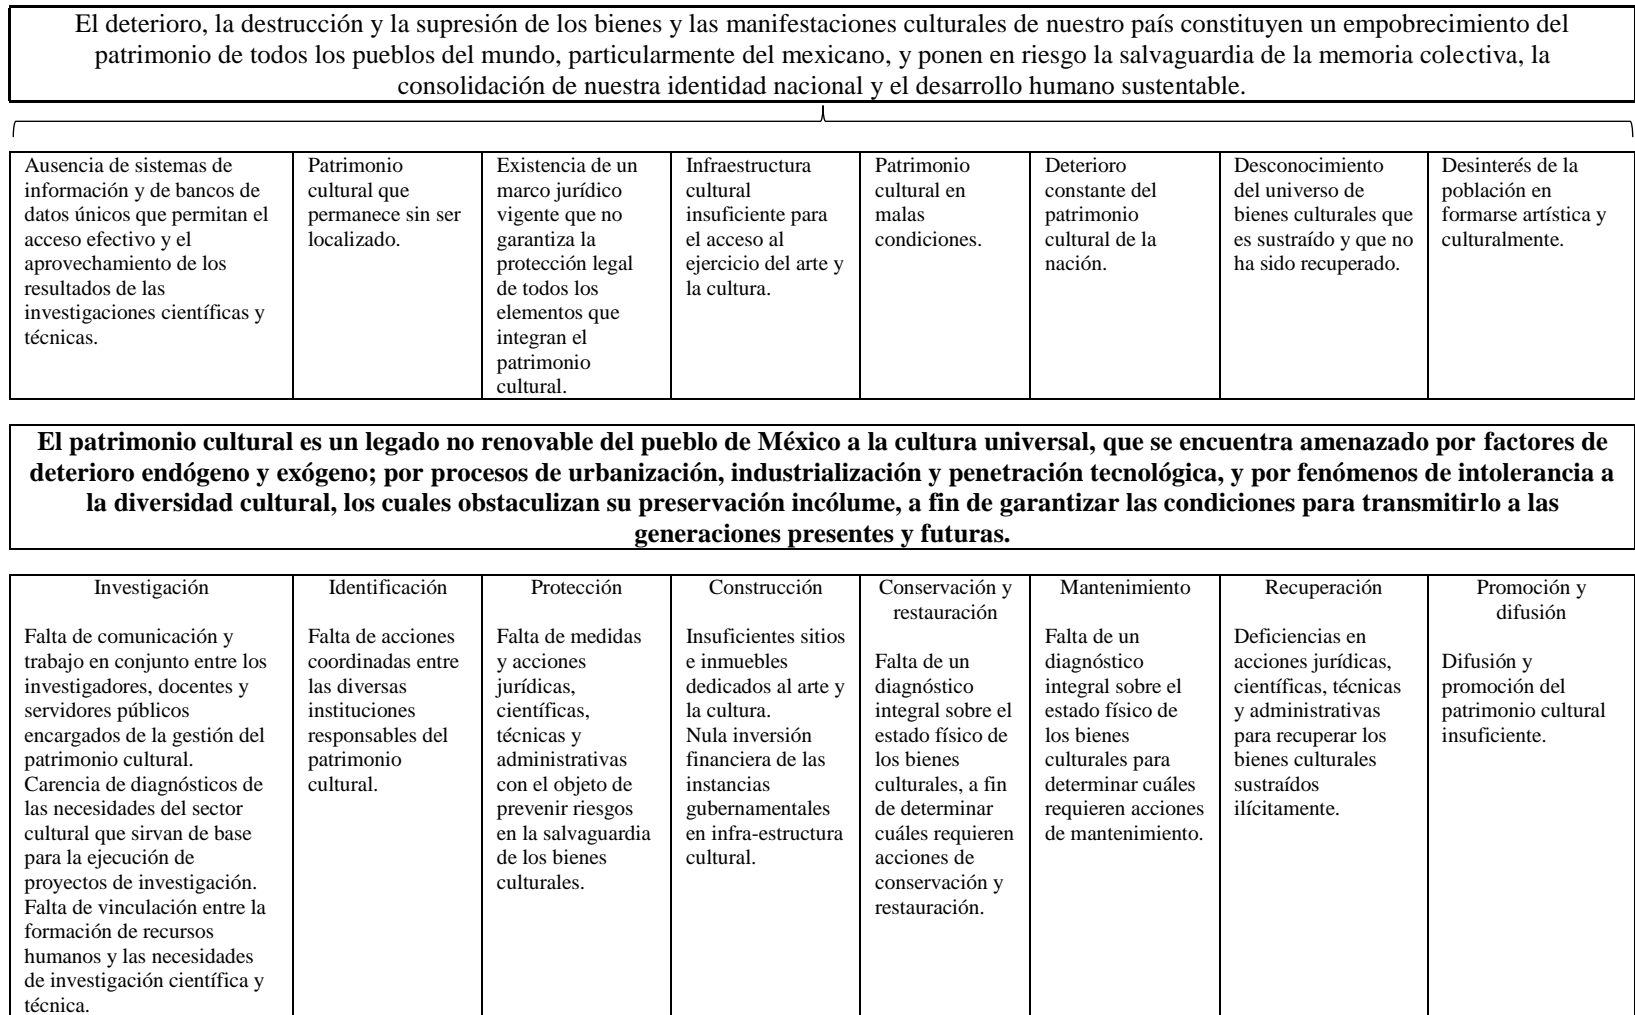 El deterioro, la destrucción y la supresión de los bienes y las manifestaciones culturales de nuestro país constituyen un empobrecimiento del
patrimonio de todos los pueblos del mundo, particularmente del mexicano, y ponen en riesgo la salvaguardia de la memoria colectiva, la
consolidación de nuestra identidad nacional y el desarrollo humano sustentable.
Ausencia de sistemas de
información y de bancos de
datos únicos que permitan el
acceso efectivo y el
aprovechamiento de los
resultados de las
investigaciones científicas y
técnicas.
Patrimonio
cultural que
permanece sin ser
localizado.
Existencia de un
marco jurídico
vigente que no
garantiza la
protección legal
de todos los
elementos que
integran el
patrimonio
cultural.
Infraestructura
cultural
insuficiente para
el acceso al
ejercicio del arte y
la cultura.
Patrimonio
cultural en
malas
condiciones.
Deterioro
constante del
patrimonio
cultural de la
nación.
Desconocimiento
del universo de
bienes culturales que
es sustraído y que no
ha sido recuperado.
Desinterés de la
población en
formarse artística y
culturalmente.
El patrimonio cultural es un legado no renovable del pueblo de México a la cultura universal, que se encuentra amenazado por factores de
deterioro endógeno y exógeno; por procesos de urbanización, industrialización y penetración tecnológica, y por fenómenos de intolerancia a
la diversidad cultural, los cuales obstaculizan su preservación incólume, a fin de garantizar las condiciones para transmitirlo a las
generaciones presentes y futuras.
Investigación
Falta de comunicación y
trabajo en conjunto entre los
investigadores, docentes y
servidores públicos
encargados de la gestión del
patrimonio cultural.
Carencia de diagnósticos de
las necesidades del sector
cultural que sirvan de base
para la ejecución de
proyectos de investigación.
Falta de vinculación entre la
formación de recursos
humanos y las necesidades
de investigación científica y
técnica.
Identificación
Falta de acciones
coordinadas entre
las diversas
instituciones
responsables del
patrimonio
cultural.
Protección
Falta de medidas
y acciones
jurídicas,
científicas,
técnicas y
administrativas
con el objeto de
prevenir riesgos
en la salvaguardia
de los bienes
culturales.
Construcción
Insuficientes sitios
e inmuebles
dedicados al arte y
la cultura.
Nula inversión
financiera de las
instancias
gubernamentales
en infra-estructura
cultural.
Conservación y
restauración
Falta de un
diagnóstico
integral sobre el
estado físico de
los bienes
culturales, a fin
de determinar
cuáles requieren
acciones de
conservación y
restauración.
Mantenimiento
Falta de un
diagnóstico
integral sobre el
estado físico de
los bienes
culturales para
determinar cuáles
requieren acciones
de mantenimiento.
Recuperación
Deficiencias en
acciones jurídicas,
científicas, técnicas
y administrativas
para recuperar los
bienes culturales
sustraídos
ilícitamente.
Promoción y
difusión
Difusión y
promoción del
patrimonio cultural
insuficiente.